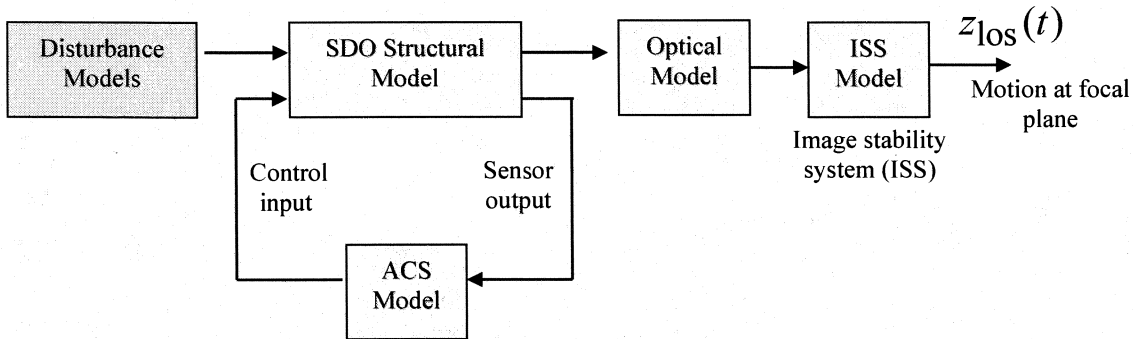 Disturbance
Models
SDO Structural
Model
Optical
Model
ISS
Model
z_los(t)
Motion at focal
plane
Image stability
system (ISS)
Control
input
Sensor
output
ACS
Model